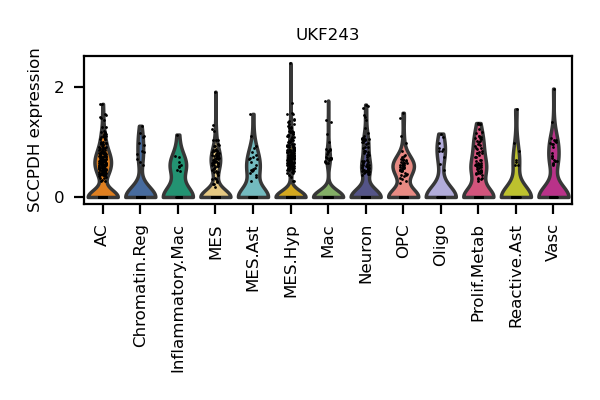 UKF243
SCCPDH expression
2
0
AC
Chromatin.Reg
Inflammatory.Mac
MES
MES.Ast
MES.Hyp
Mac
Neuron
OPC
Oligo
Prolif.Metab
Reactive.Ast
Vasc